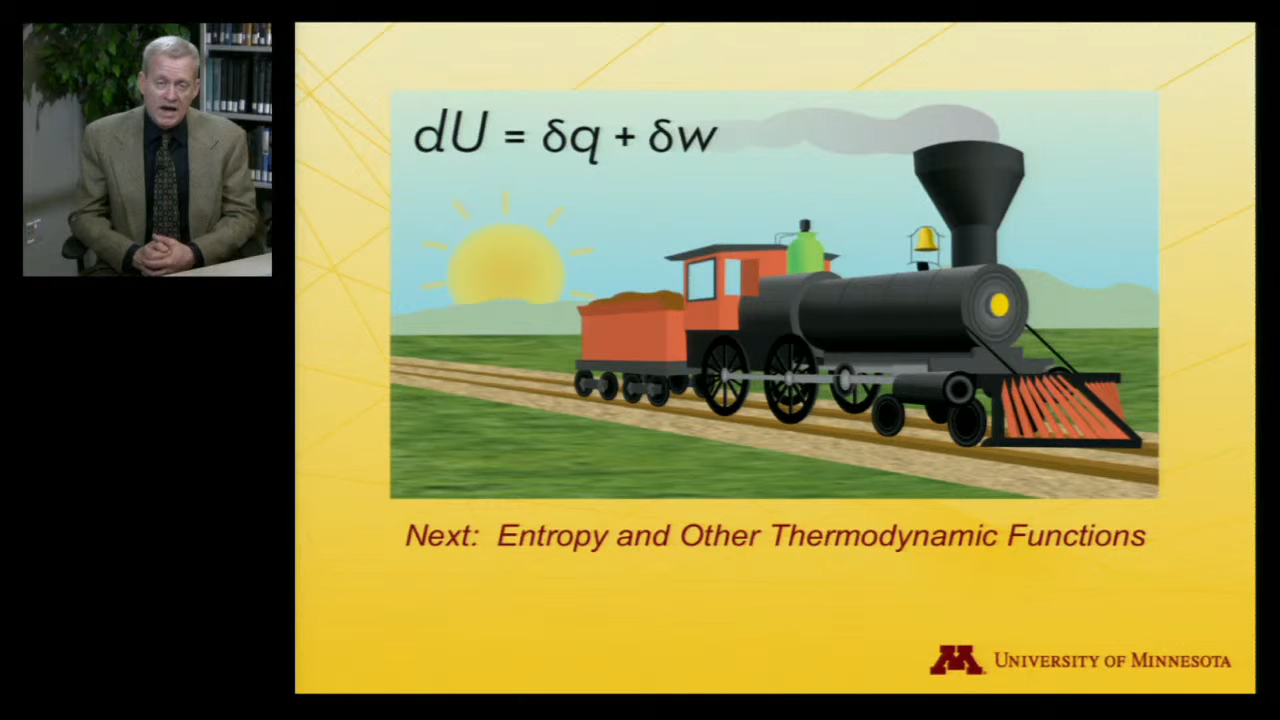 dU = δq + δw
Next: Entropy and Other Thermodynamic Functions
M
UNIVERSITY OF MINNESOTA